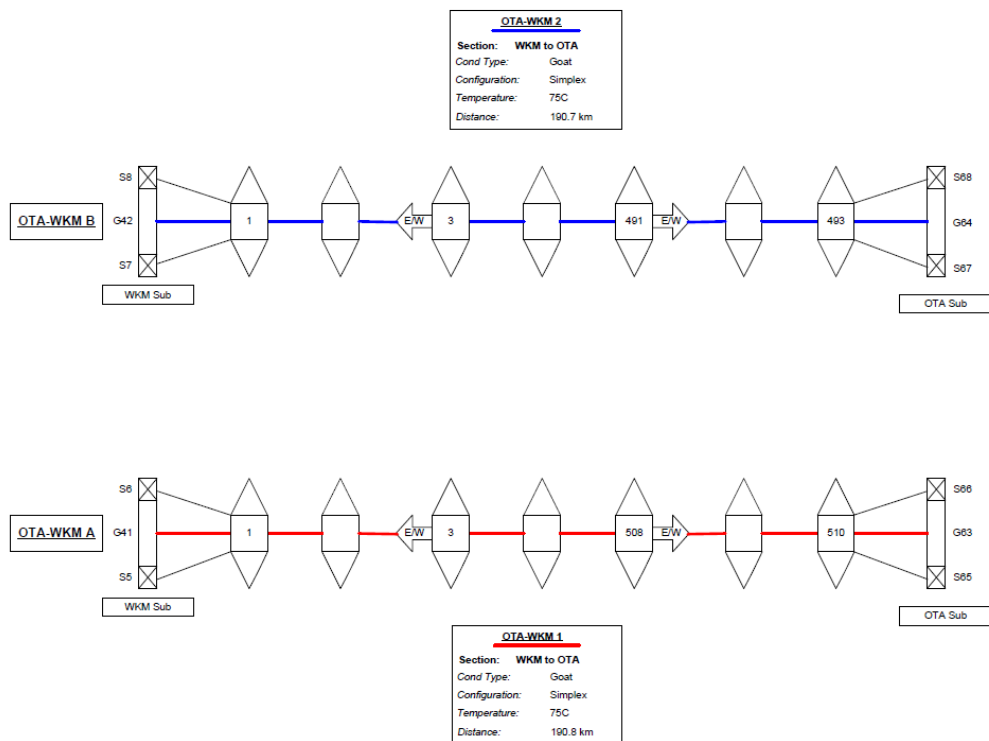 OTA-WKM 2
Section: WKM to OTA
Cond Type: Goat
Configuration: Simplex
Temperature: 75C
Distance: 190.7 km
S8 S68
OTA-WKM B G42 1 E/W 3 491 E/W 493 G64
S7 S67
WKM Sub OTA Sub
S6 S66
OTA-WKM A G41 1 E/W 3 508 E/W 510 G63
S5 S65
WKM Sub OTA Sub
OTA-WKM 1
Section: WKM to OTA
Cond Type: Goat
Configuration: Simplex
Temperature: 75C
Distance: 190.8 km